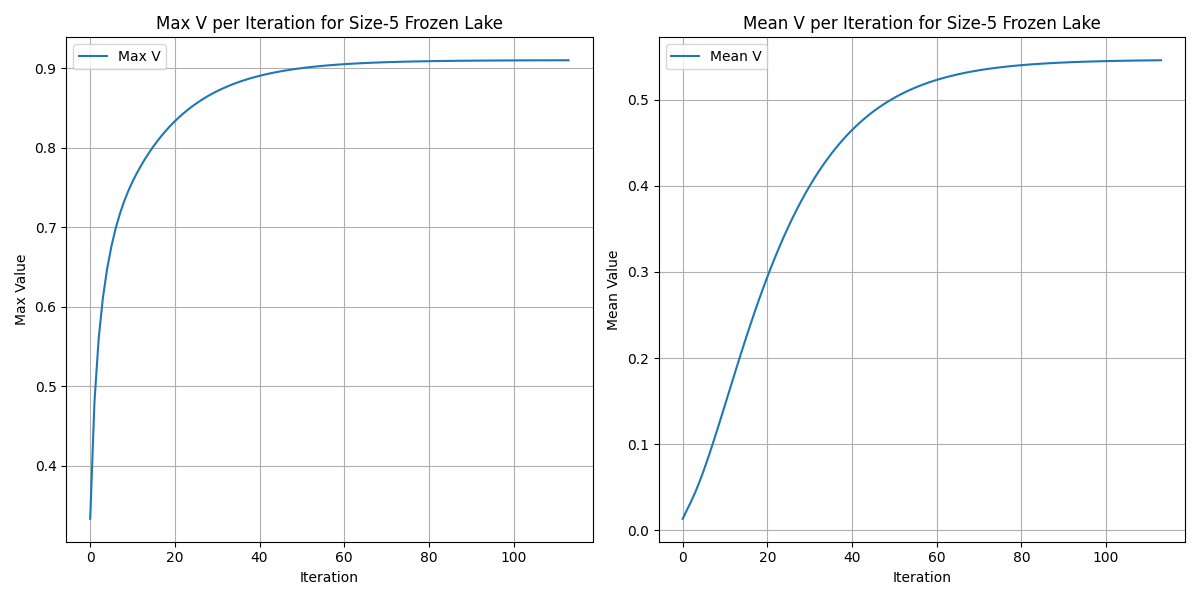 Max V per Iteration for Size-5 Frozen Lake
Max V
Max Value
0.9
0.8
0.7
0.6
0.5
0.4
0 20 40 60 80 100
Iteration
Mean V per Iteration for Size-5 Frozen Lake
Mean V
Mean Value
0.5
0.4
0.3
0.2
0.1
0.0
0 20 40 60 80 100
Iteration